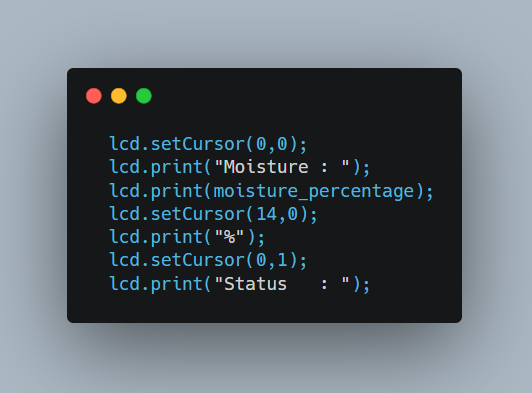 lcd.setCursor(0,0);
lcd.print("Moisture : ");
lcd.print(moisture_percentage);
lcd.setCursor(14,0);
lcd.print("%");
lcd.setCursor(0,1);
lcd.print("Status   : ");